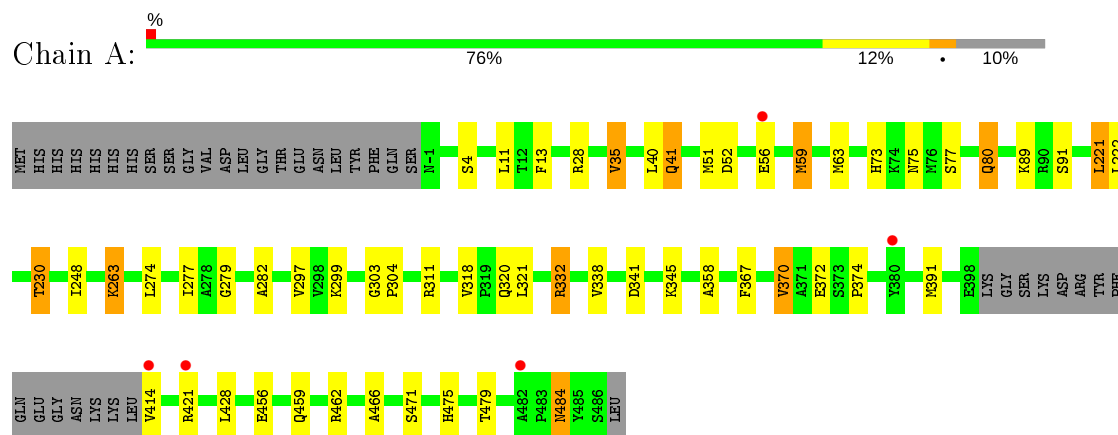 %
Chain A:
76% 12% • 10%
MET HIS HIS HIS HIS HIS HIS SER SER GLY VAL ASP LEU GLY THR GLU ASN LEU TYR PHE GLN SER N-1 S4 L11 T12 F13 R28 V35 L40 Q41 M51 D52 E56 M59 M63 H73 K74 N75 M76 S77 Q80 K89 R90 S91 L221 L222
T230 I248 K263 L274 I277 A278 G279 A282 V297 V298 K299 G303 P304 R311 V318 P319 Q320 L321 R332 V338 D341 K345 A358 F367 V370 A371 E372 S373 P374 Y380 M391 E398 LYS GLY SER LYS ASP ARG TYR PHE
GLN GLU GLY ASN LYS LYS LEU V414 R421 L428 E456 Q459 R462 A466 S471 H475 T479 A482 P483 N484 Y485 S486 LEU